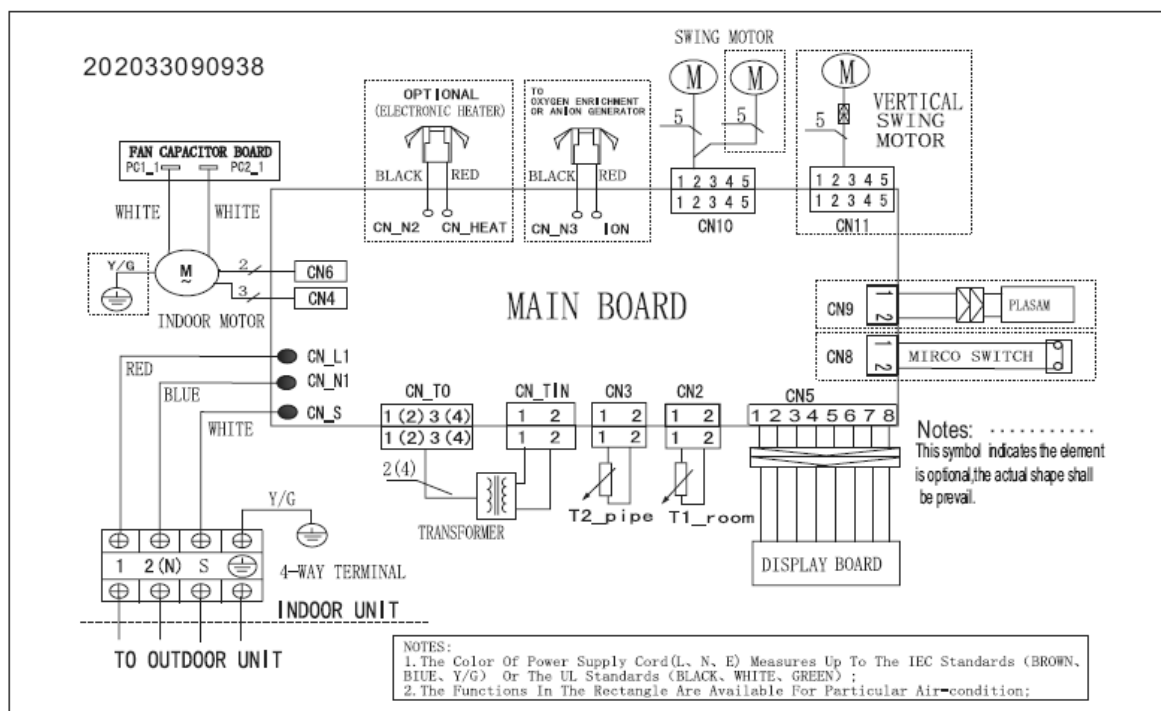 202033090938
SWING MOTOR
M
M
M
5
5
5
VERTICAL
SWING
MOTOR
OPTIONAL
(ELECTRONIC HEATER)
BLACK RED
CN_N2 CN_HEAT
TO
OXYGEN ENRICHMENT
OR ANION GENERATOR
BLACK RED
CN_N3 ION
1 2 3 4 5
1 2 3 4 5
CN10
1 2 3 4 5
1 2 3 4 5
CN11
FAN CAPACITOR BOARD
PC1_1 PC2_1
WHITE WHITE
Y/G
M
~
2
CN6
3
CN4
INDOOR MOTOR
MAIN BOARD
CN9
1
2
PLASAM
CN8
1
2
MIRCO SWITCH
RED
CN_L1
BLUE
CN_N1
WHITE
CN_S
CN_TO
1(2)3(4)
1(2)3(4)
2(4)
CN_TIN
1 2
1 2
TRANSFORMER
CN3
1 2
1 2
T2_pipe
CN2
1 2
1 2
T1_room
CN5
1 2 3 4 5 6 7 8
DISPLAY BOARD
Notes:
This symbol indicates the element
is optional,the actual shape shall
be prevail.
Y/G
1 2(N) S
4-WAY TERMINAL
INDOOR UNIT
TO OUTDOOR UNIT
NOTES:
1.The Color Of Power Supply Cord(L、N、E) Measures Up To The IEC Standards (BROWN、
BIUE、Y/G) Or The UL Standards (BLACK、WHITE、GREEN) ;
2.The Functions In The Rectangle Are Available For Particular Air-condition;